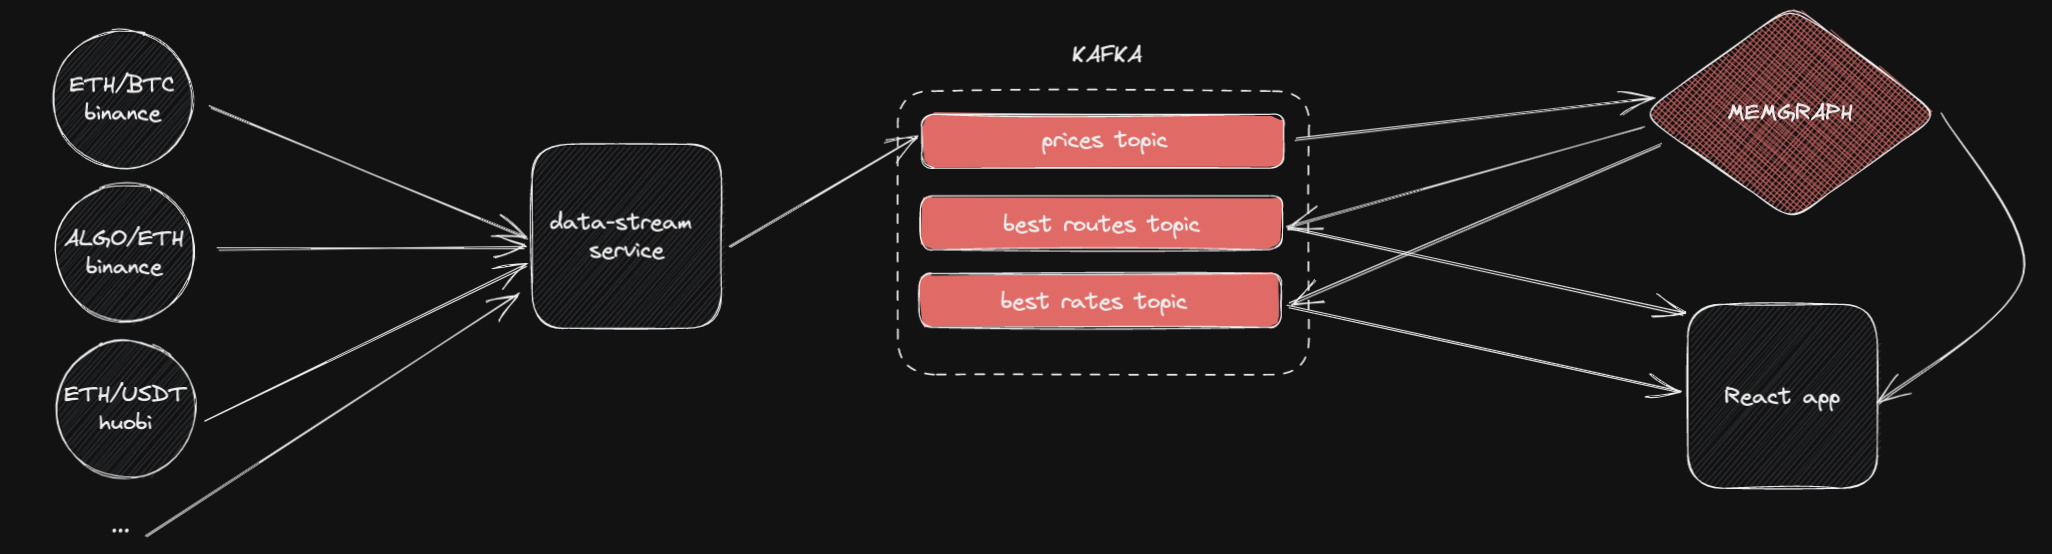 ETH/BTC
binance
ALGO/ETH
binance
ETH/USDT
huobi
...
data-stream
service
KAFKA
prices topic
best routes topic
best rates topic
MEMGRAPH
React app